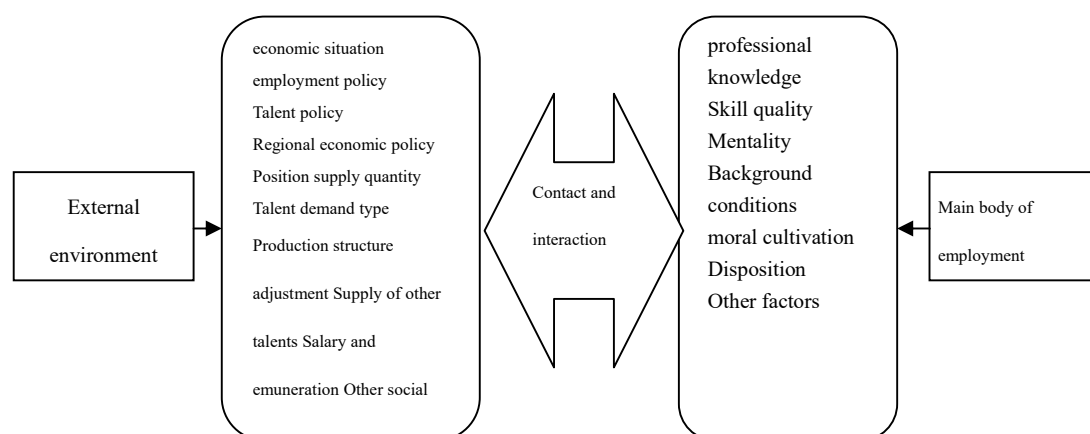 External
environment
economic situation
employment policy
Talent policy
Regional economic policy
Position supply quantity
Talent demand type
Production structure
adjustment Supply of other
talents Salary and
emuneration Other social
Contact and
interaction
professional
knowledge
Skill quality
Mentality
Background
conditions
moral cultivation
Disposition
Other factors
Main body of
employment